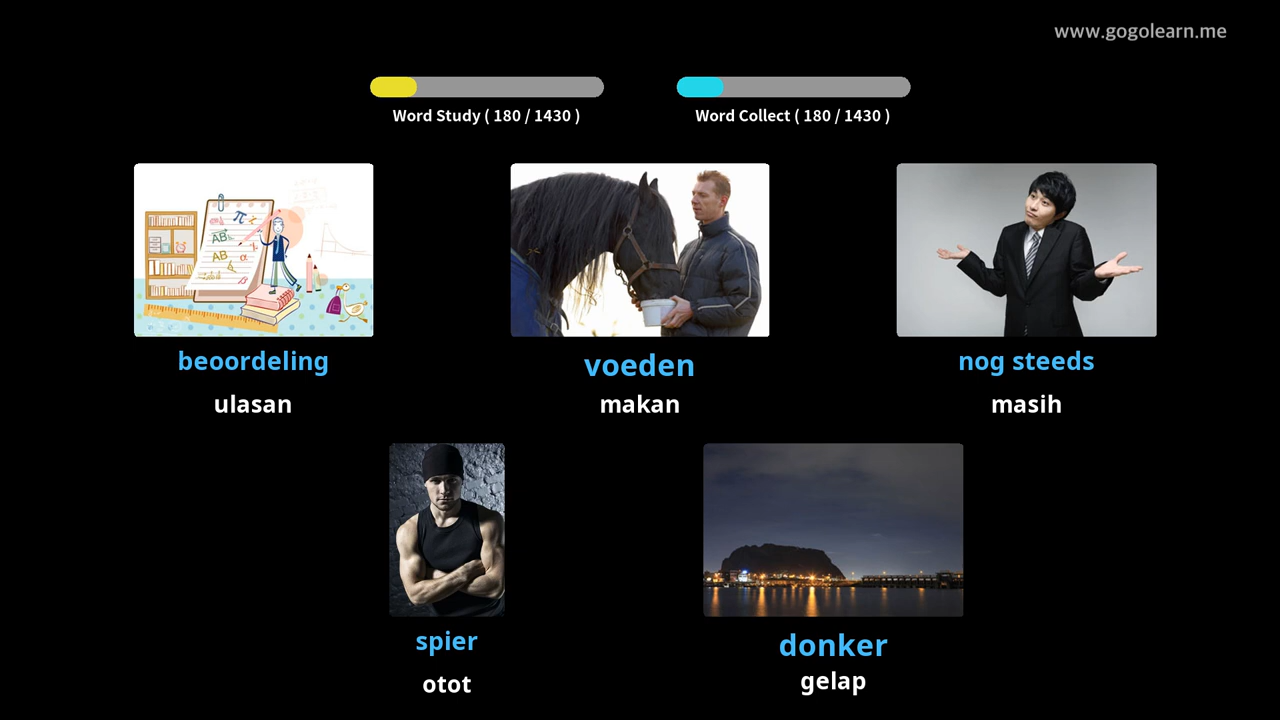 www.gogolearn.me
Word Study ( 180 / 1430 )
Word Collect ( 180 / 1430 )
beoordeling
ulasan
voeden
makan
nog steeds
masih
spier
otot
donker
gelap